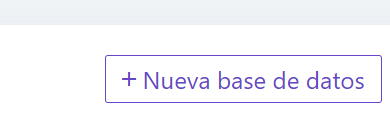 + Nueva base de datos